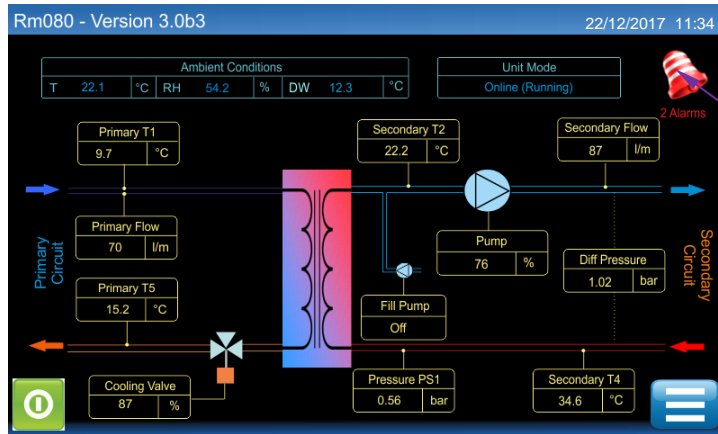 Rm080 - Version 3.0b3
22/12/2017 11:34
Ambient Conditions
T 22.1 °C RH 54.2 % DW 12.3 °C
Unit Mode
Online (Running)
2 Alarms
Primary T1
9.7 °C
Secondary T2
22.2 °C
Secondary Flow
87 l/m
Primary Flow
70 l/m
Pump
76 %
Diff Pressure
1.02 bar
Primary
Circuit
Secondary
Circuit
Primary T5
15.2 °C
Fill Pump
Off
Cooling Valve
87 %
Pressure PS1
0.56 bar
Secondary T4
34.6 °C